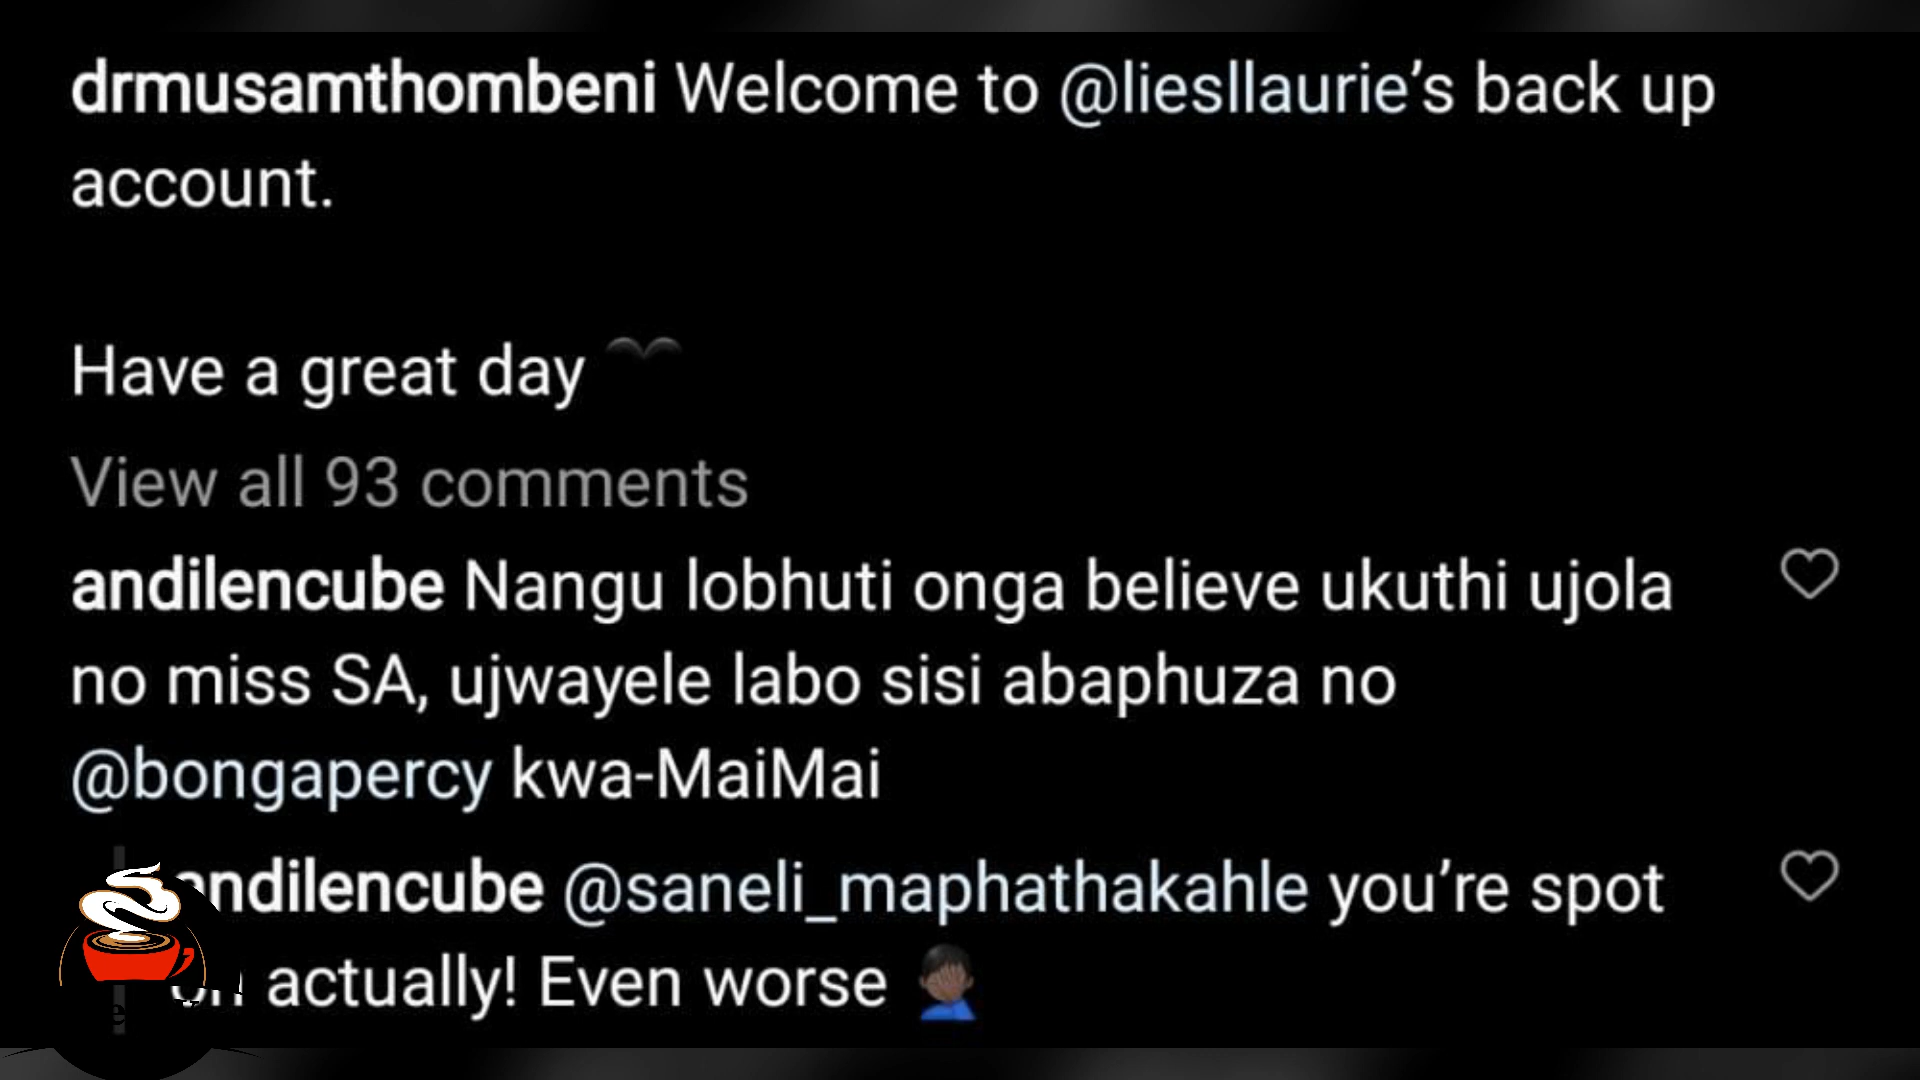 drmusamthombeni Welcome to @liesllaurie’s back up
account.
Have a great day 🖤
View all 93 comments
andilencube Nangu lobhuti onga believe ukuthi ujola
no miss SA, ujwayele labo sisi abaphuza no
@bongapercy kwa-MaiMai
andilencube @saneli_maphathakahle you’re spot
on actually! Even worse 🤦🏿‍♂️